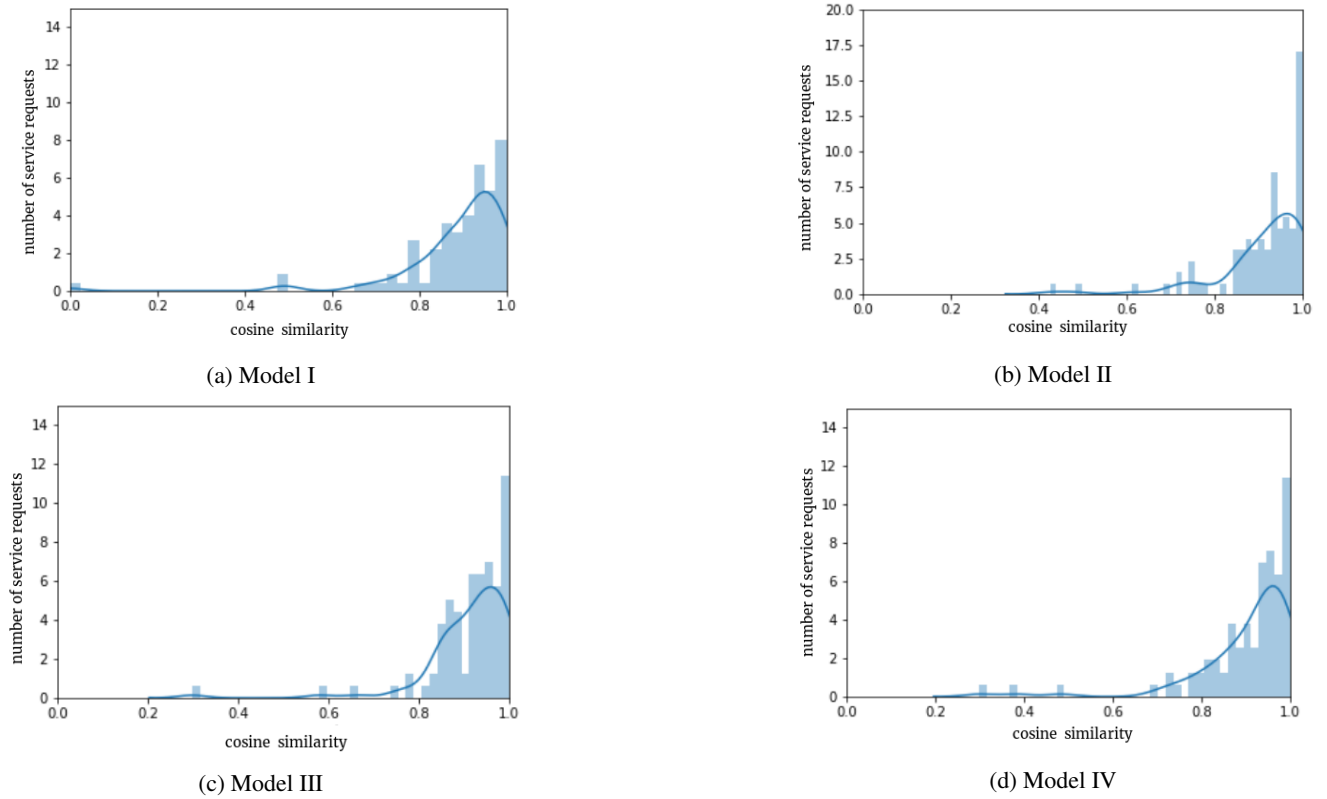 14
12
10
8
6
4
2
0
number of service requests
0.0 0.2 0.4 0.6 0.8 1.0
cosine similarity
(a) Model I
20.0
17.5
15.0
12.5
10.0
7.5
5.0
2.5
0.0
number of service requests
0.0 0.2 0.4 0.6 0.8 1.0
cosine similarity
(b) Model II
14
12
10
8
6
4
2
0
number of service requests
0.0 0.2 0.4 0.6 0.8 1.0
cosine similarity
(c) Model III
14
12
10
8
6
4
2
0
number of service requests
0.0 0.2 0.4 0.6 0.8 1.0
cosine similarity
(d) Model IV